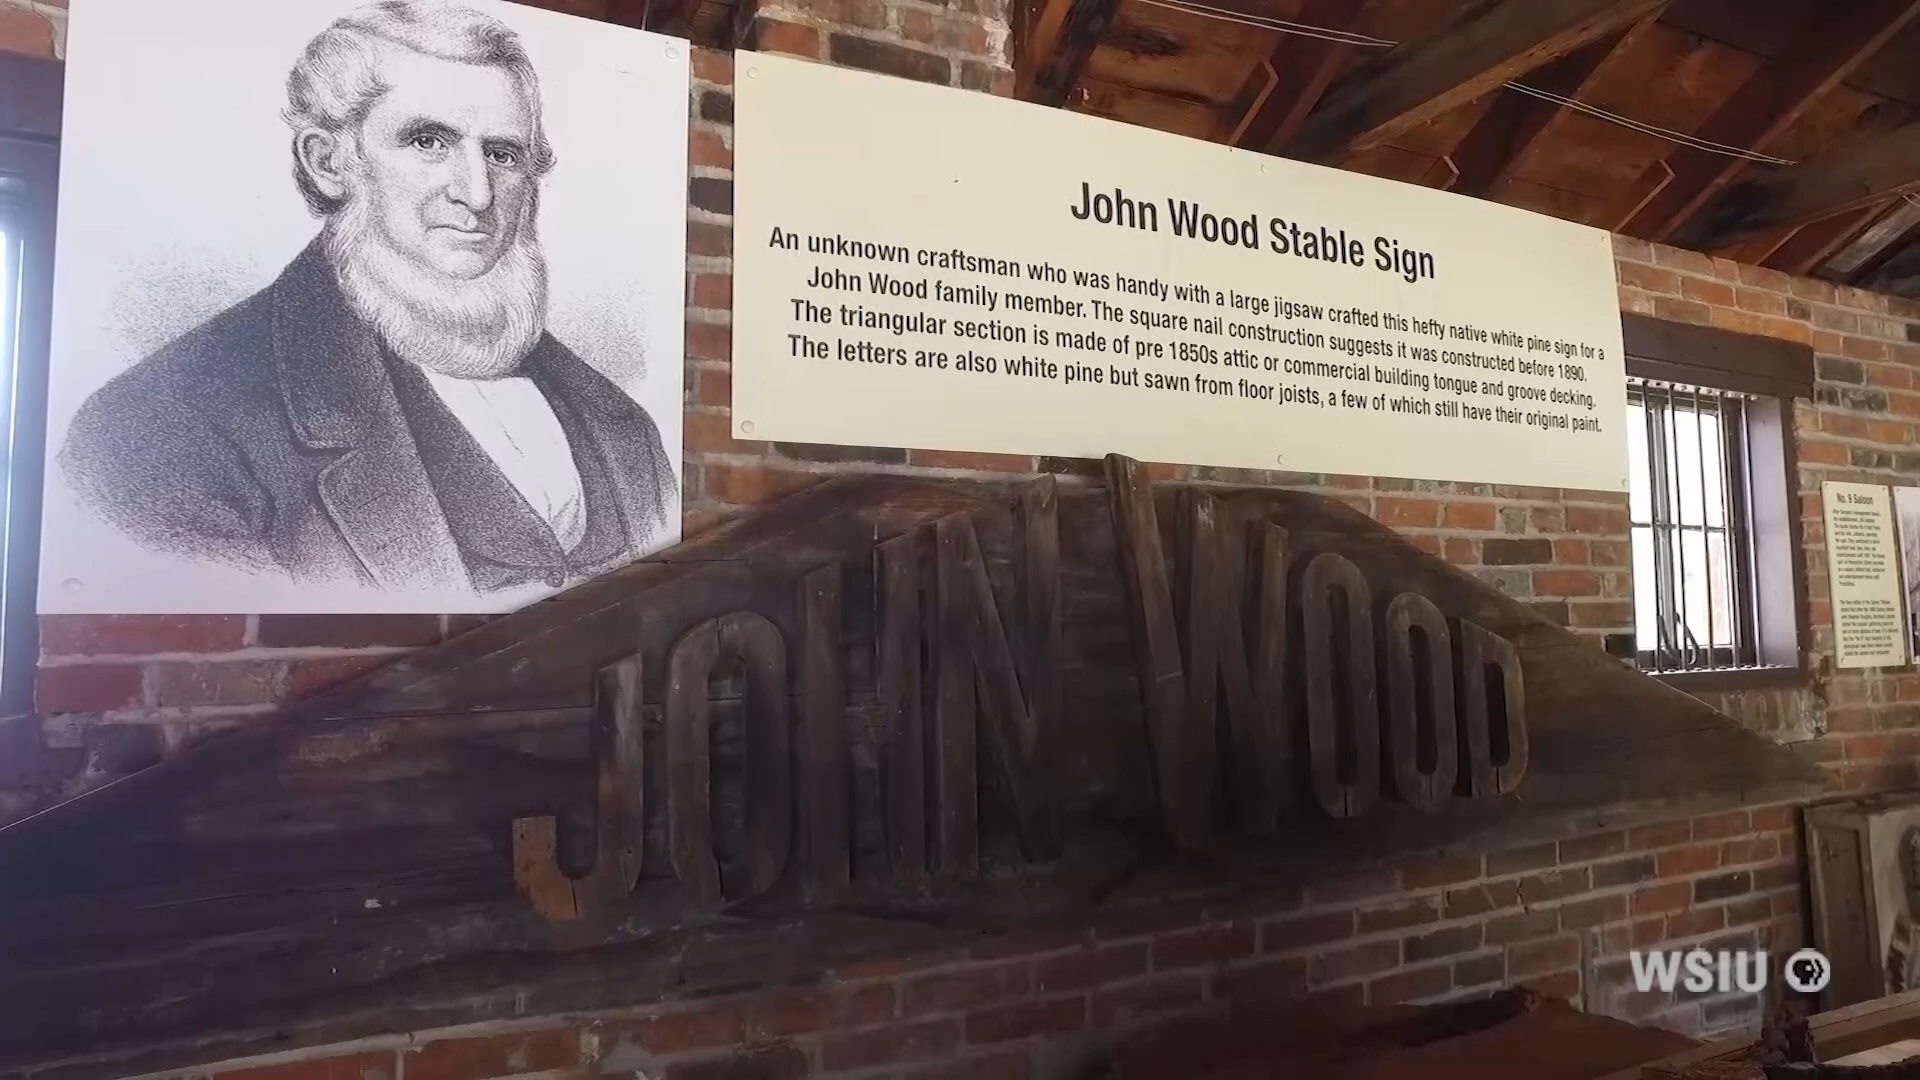 John Wood Stable Sign
An unknown craftsman who was handy with a large jigsaw crafted this hefty native white pine sign for a
John Wood family member. The square nail construction suggests it was constructed before 1890.
The triangular section is made of pre 1850s attic or commercial building tongue and groove decking.
The letters are also white pine but sawn from floor joists, a few of which still have their original paint.
JOHN WOOD
No. 9 Saloon
WSIU